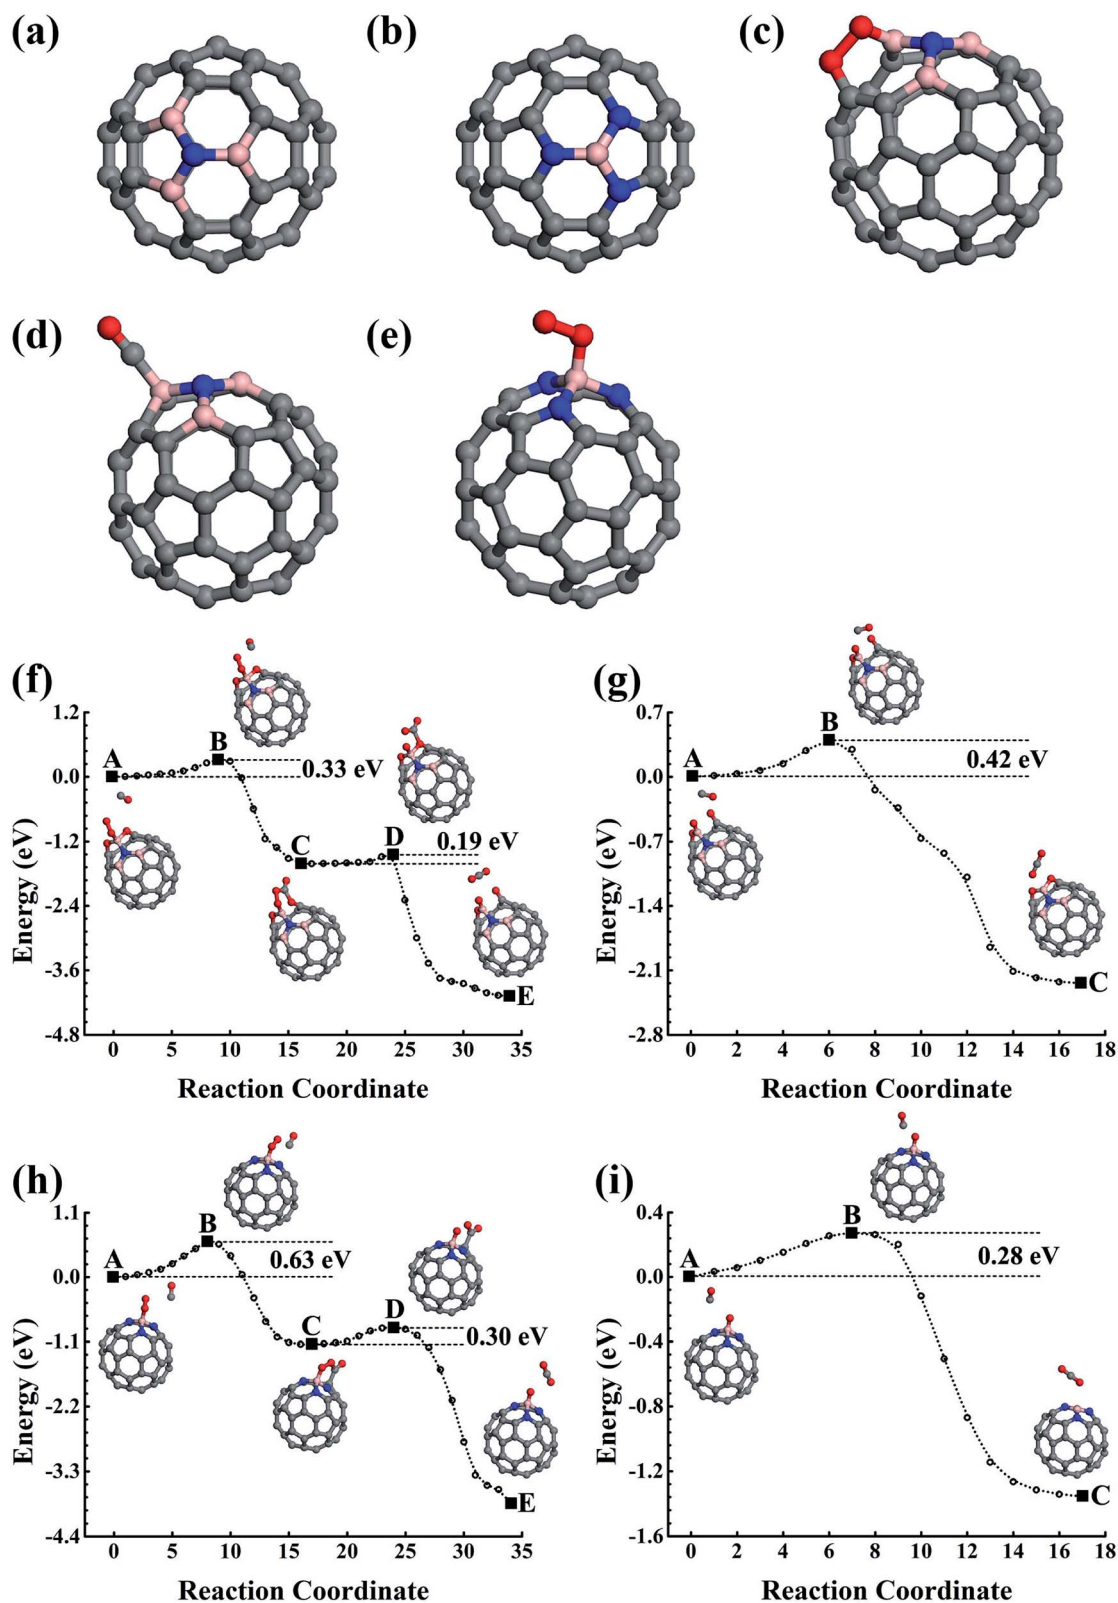 (a)
(b)
(c)
(d)
(e)
(f)
1.2
0.0
-1.2
-2.4
-3.6
-4.8
Energy (eV)
A
B
0.33 eV
C
D
0.19 eV
E
0 5 10 15 20 25 30 35
Reaction Coordinate
(g)
0.7
0.0
-0.7
-1.4
-2.1
-2.8
Energy (eV)
A
B
0.42 eV
C
0 2 4 6 8 10 12 14 16 18
Reaction Coordinate
(h)
1.1
0.0
-1.1
-2.2
-3.3
-4.4
Energy (eV)
A
B
0.63 eV
C
D
0.30 eV
E
0 5 10 15 20 25 30 35
Reaction Coordinate
(i)
0.4
0.0
-0.4
-0.8
-1.2
-1.6
Energy (eV)
A
B
0.28 eV
C
0 2 4 6 8 10 12 14 16 18
Reaction Coordinate